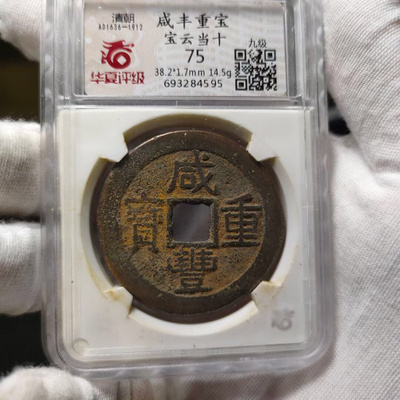 清朝
AD1636-1912
华夏评级
咸丰重宝
宝云当十
75
38.2*1.7mm 14.5g
693284595
九级
咸
豐
重
寶